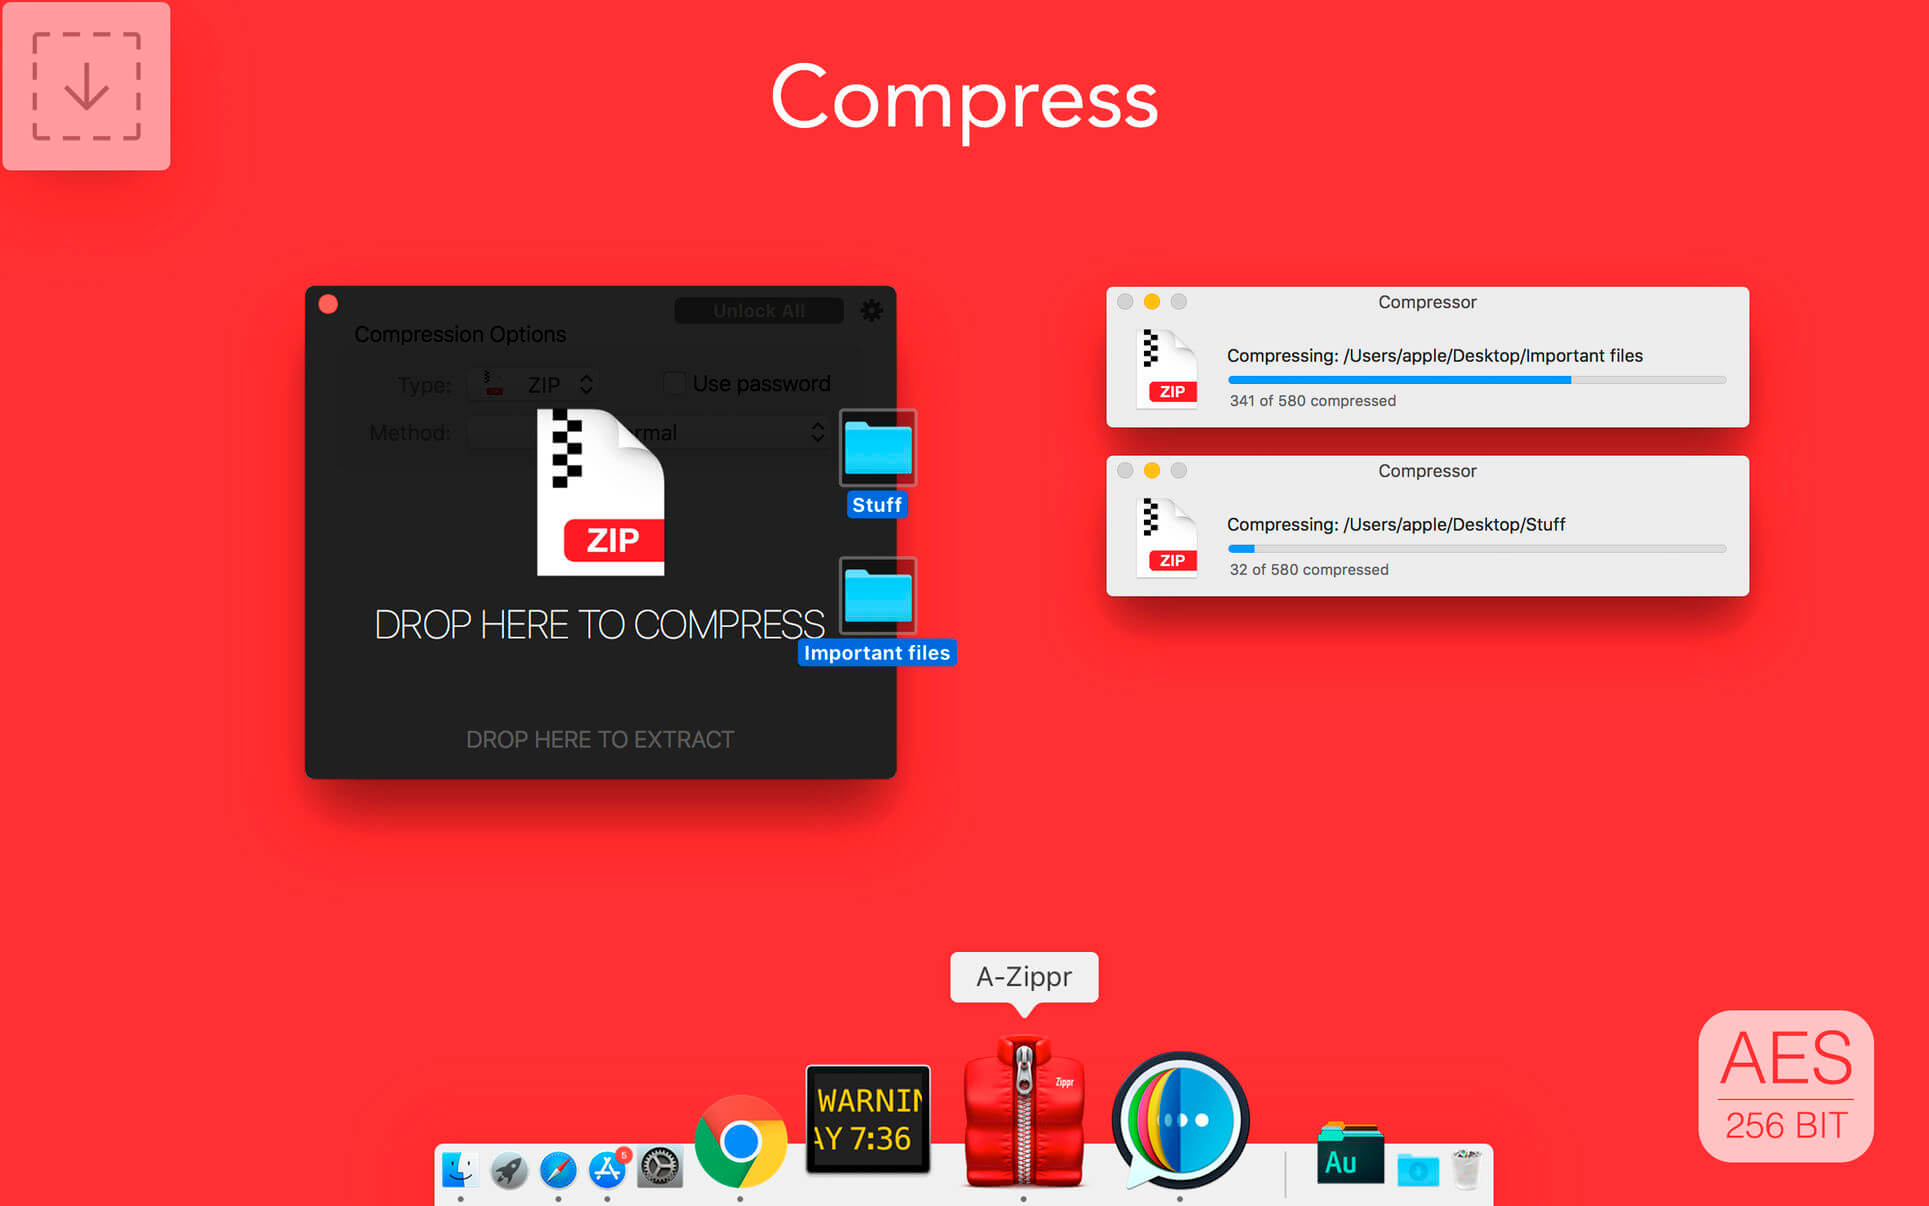 Compress
Unlock All
Compression Options
Type: ZIP Use password
Method: rmal
ZIP
Stuff
DROP HERE TO COMPRESS
Important files
DROP HERE TO EXTRACT
Compressor
Compressing: /Users/apple/Desktop/Important files
ZIP
341 of 580 compressed
Compressor
Compressing: /Users/apple/Desktop/Stuff
ZIP
32 of 580 compressed
A-Zippr
5
WARNIN
AY 7:36
Zippr
Au
AES
256 BIT